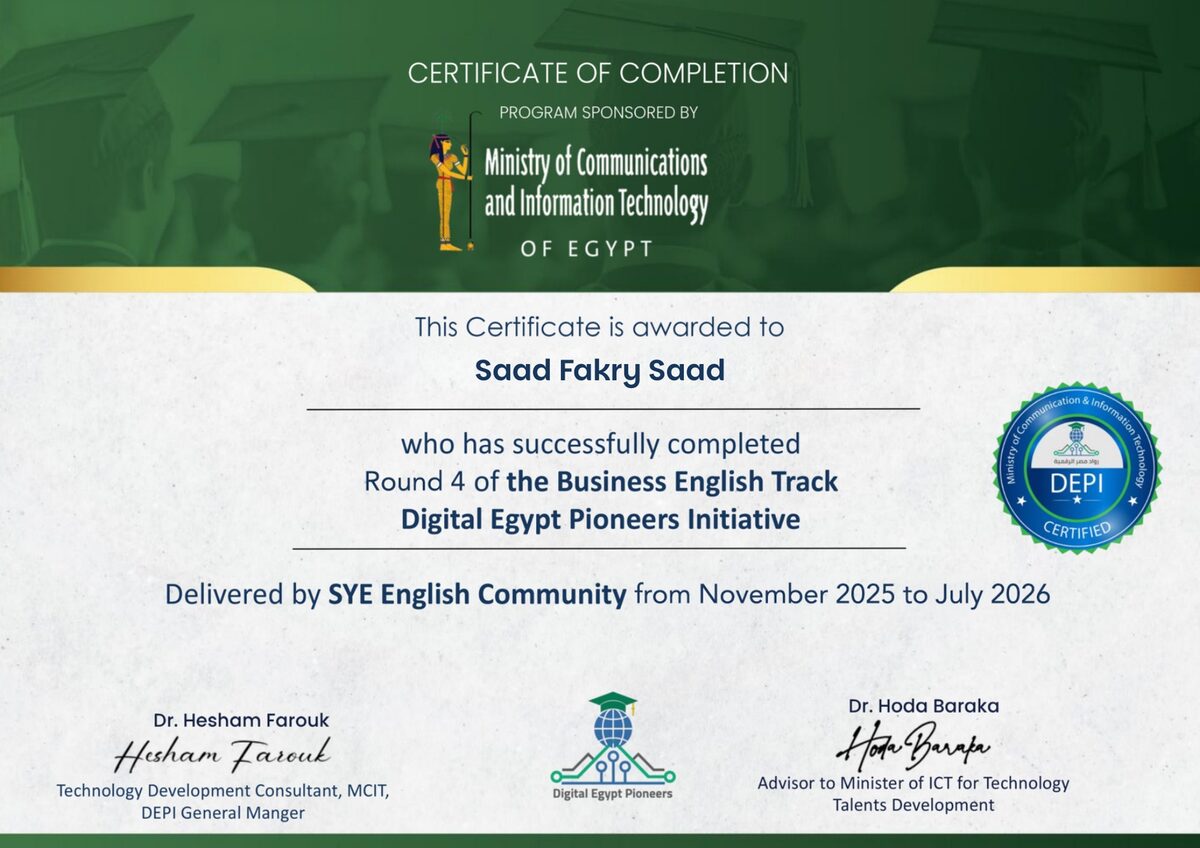 CERTIFICATE OF COMPLETION
PROGRAM SPONSORED BY
Ministry of Communications
and Information Technology
OF EGYPT
This Certificate is awarded to
Saad Fakry Saad
who has successfully completed
Round 4 of the Business English Track
Digital Egypt Pioneers Initiative
Ministry of Communication & Information Technology
رواد مصر الرقمية
DEPI
CERTIFIED
Delivered by SYE English Community from November 2025 to July 2026
Dr. Hesham Farouk
Hesham Farouk
Technology Development Consultant, MCIT,
DEPI General Manger
Digital Egypt Pioneers
Dr. Hoda Baraka
Hoda Baraka
Advisor to Minister of ICT for Technology
Talents Development